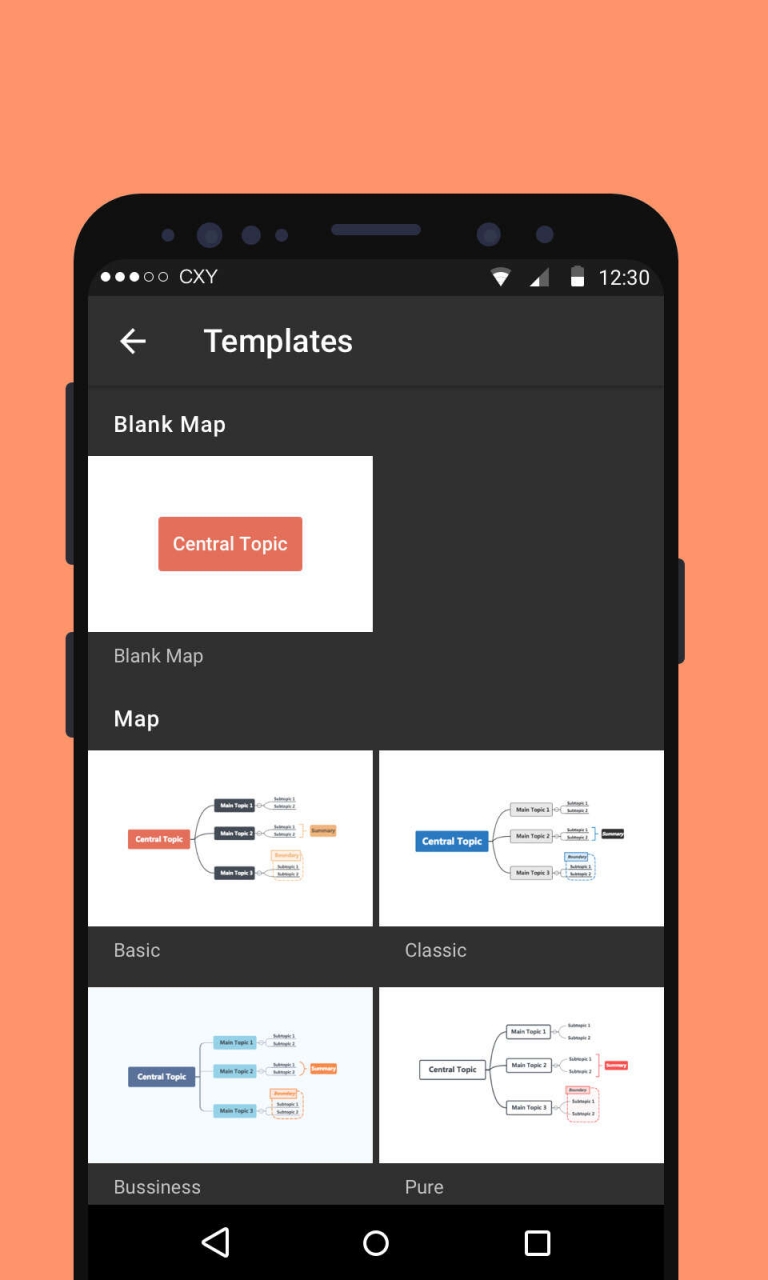 CXY 12:30
Templates
Blank Map
Central Topic
Blank Map
Map
Central Topic
Main Topic 1
Subtopic 1
Subtopic 2
Main Topic 2
Subtopic 1
Subtopic 2
Summary
Boundary
Main Topic 3
Subtopic 1
Subtopic 2
Central Topic
Main Topic 1
Subtopic 1
Subtopic 2
Main Topic 2
Subtopic 1
Subtopic 2
Summary
Boundary
Main Topic 3
Subtopic 1
Subtopic 2
Basic
Classic
Central Topic
Main Topic 1
Subtopic 1
Subtopic 2
Main Topic 2
Subtopic 1
Subtopic 2
Summary
Boundary
Main Topic 3
Subtopic 1
Subtopic 2
Central Topic
Main Topic 1
Subtopic 1
Subtopic 2
Main Topic 2
Subtopic 1
Subtopic 2
Summary
Boundary
Main Topic 3
Subtopic 1
Subtopic 2
Bussiness
Pure